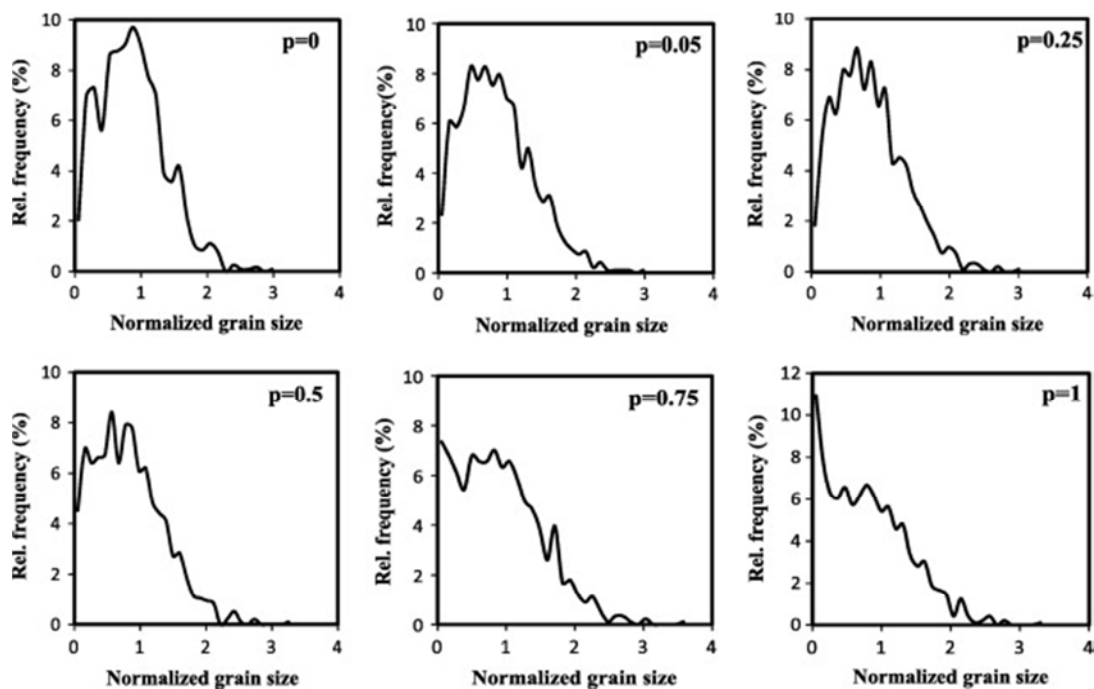 p=0
Rel. frequency (%)
10
8
6
4
2
0
0 1 2 3 4
Normalized grain size
p=0.05
Rel. frequency(%)
10
8
6
4
2
0
0 1 2 3 4
Normalized grain size
p=0.25
Rel. frequency (%)
10
8
6
4
2
0
0 1 2 3 4
Normalized grain size
p=0.5
Rel. frequency (%)
10
8
6
4
2
0
0 1 2 3 4
Normalized grain size
p=0.75
Rel. frequency (%)
10
8
6
4
2
0
0 1 2 3 4
Normalized grain size
p=1
Rel. frequency (%)
12
10
8
6
4
2
0
0 1 2 3 4
Normalized grain size